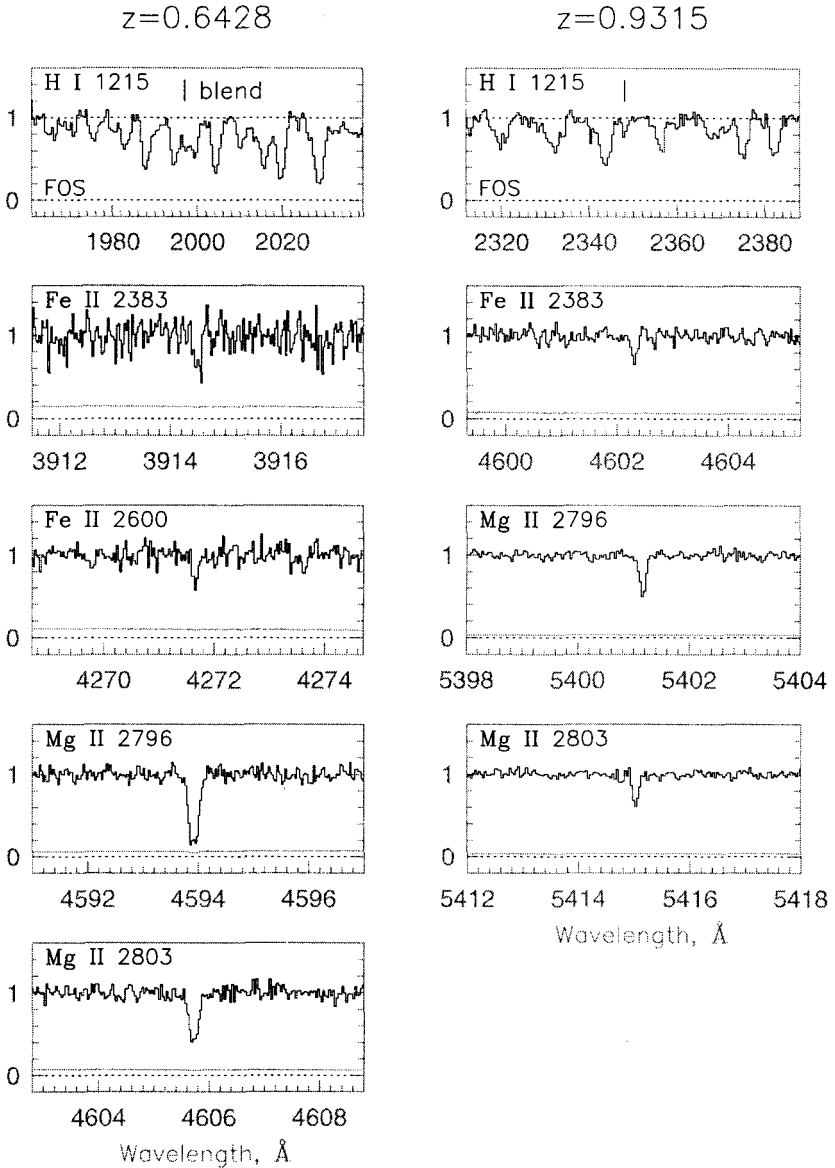 z=0.6428
H I 1215
blend
FOS
1
0
1980 2000 2020
Fe II 2383
1
0
3912 3914 3916
Fe II 2600
1
0
4270 4272 4274
Mg II 2796
1
0
4592 4594 4596
Mg II 2803
1
0
4604 4606 4608
Wavelength, Å
z=0.9315
H I 1215
FOS
1
0
2320 2340 2360 2380
Fe II 2383
1
0
4600 4602 4604
Mg II 2796
1
0
5398 5400 5402 5404
Mg II 2803
1
0
5412 5414 5416 5418
Wavelength, Å